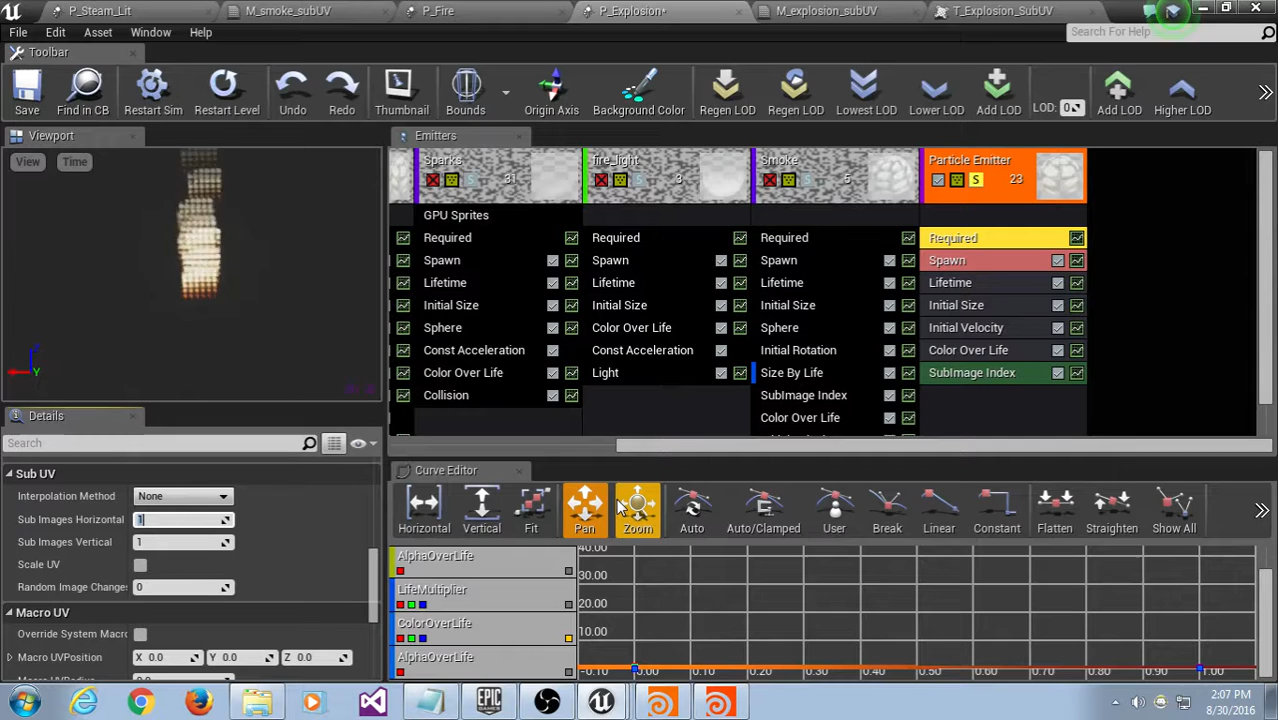 P_Steam_Lit
M_smoke_subUV
P_Fire
P_Explosion*
M_explosion_subUV
T_Explosion_SubUV
File
Edit
Asset
Window
Help
Search For Help
Toolbar
Save
Find in CB
Restart Sim
Restart Level
Undo
Redo
Thumbnail
Bounds
Origin Axis
Background Color
Regen LOD
Regen LOD
Lowest LOD
Lower LOD
Add LOD
LOD: 0
Add LOD
Higher LOD
Viewport
View
Time
Z
Y
Emitters
Sparks
S 31
fire_light
S 3
Smoke
S 5
Particle Emitter
S 23
GPU Sprites
Required
Required
Required
Required
Spawn
Spawn
Spawn
Spawn
Lifetime
Lifetime
Lifetime
Lifetime
Initial Size
Initial Size
Initial Size
Initial Size
Sphere
Color Over Life
Sphere
Initial Velocity
Const Acceleration
Const Acceleration
Initial Rotation
Color Over Life
Color Over Life
Light
Size By Life
SubImage Index
Collision
SubImage Index
Color Over Life
Details
Search
Sub UV
Interpolation Method None
Sub Images Horizontal 1
Sub Images Vertical 1
Scale UV
Random Image Changes 0
Macro UV
Override System Macro
Macro UVPosition X 0.0 Y 0.0 Z 0.0
Curve Editor
Horizontal
Vertical
Fit
Pan
Zoom
Auto
Auto/Clamped
User
Break
Linear
Constant
Flatten
Straighten
Show All
AlphaOverLife
LifeMultiplier
ColorOverLife
AlphaOverLife
40.00
30.00
20.00
10.00
-0.10 0.00 0.10 0.20 0.30 0.40 0.50 0.60 0.70 0.80 0.90 1.00
EPIC GAMES
2:07 PM
8/30/2016